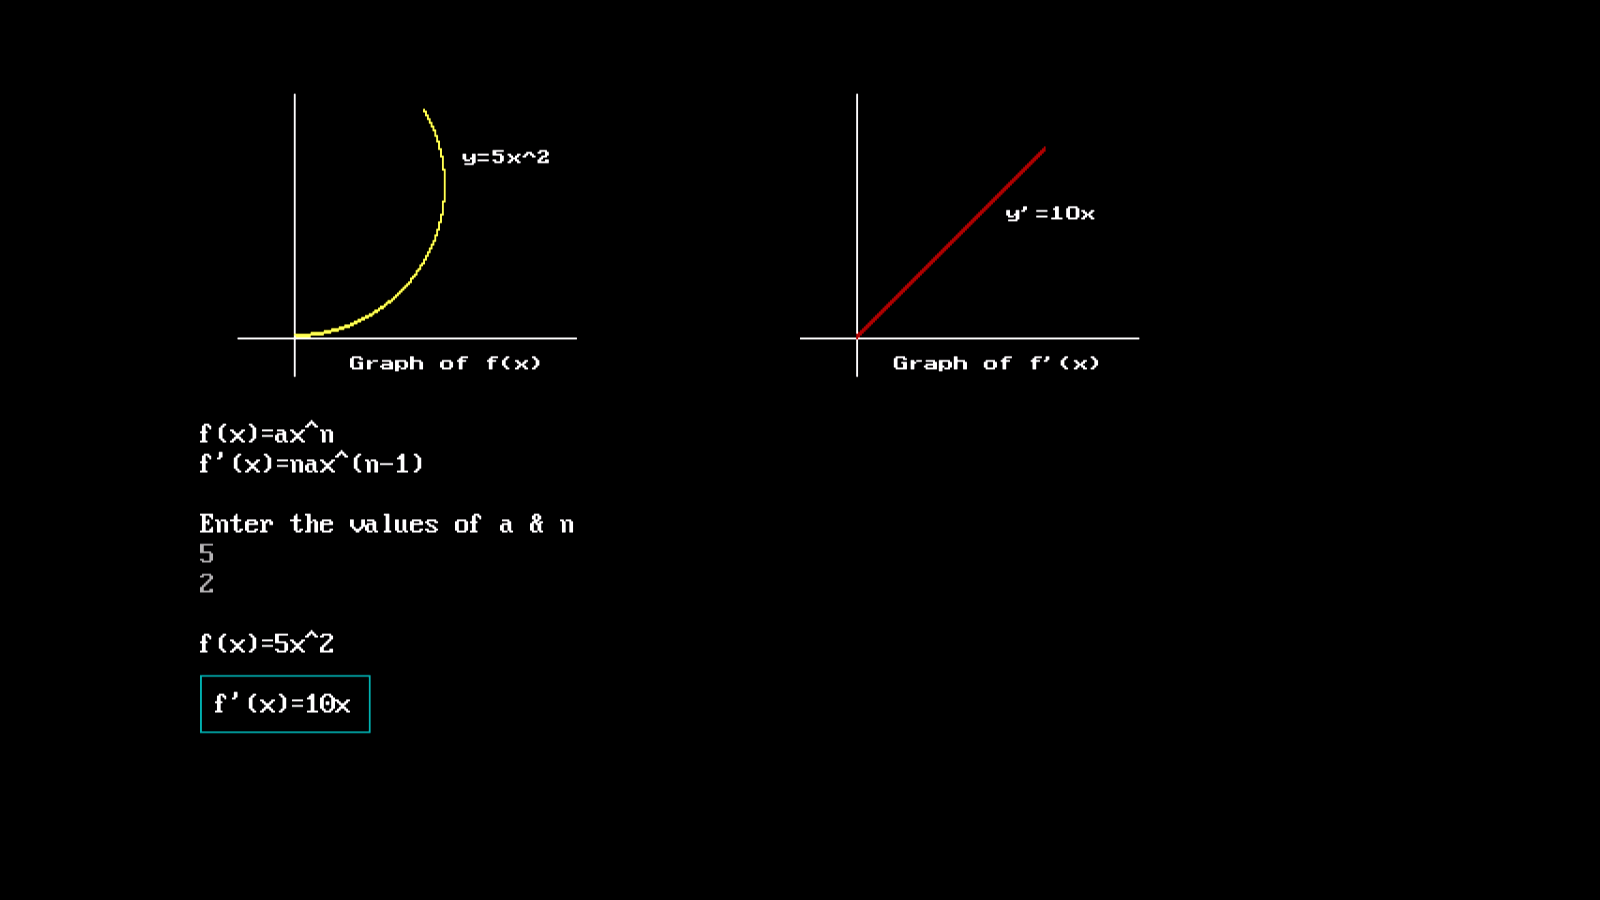 y=5x^2
y'=10x
Graph of f(x)
Graph of f'(x)
f(x)=ax^n
f'(x)=nax^(n-1)
Enter the values of a & n
5
2
f(x)=5x^2
f'(x)=10x